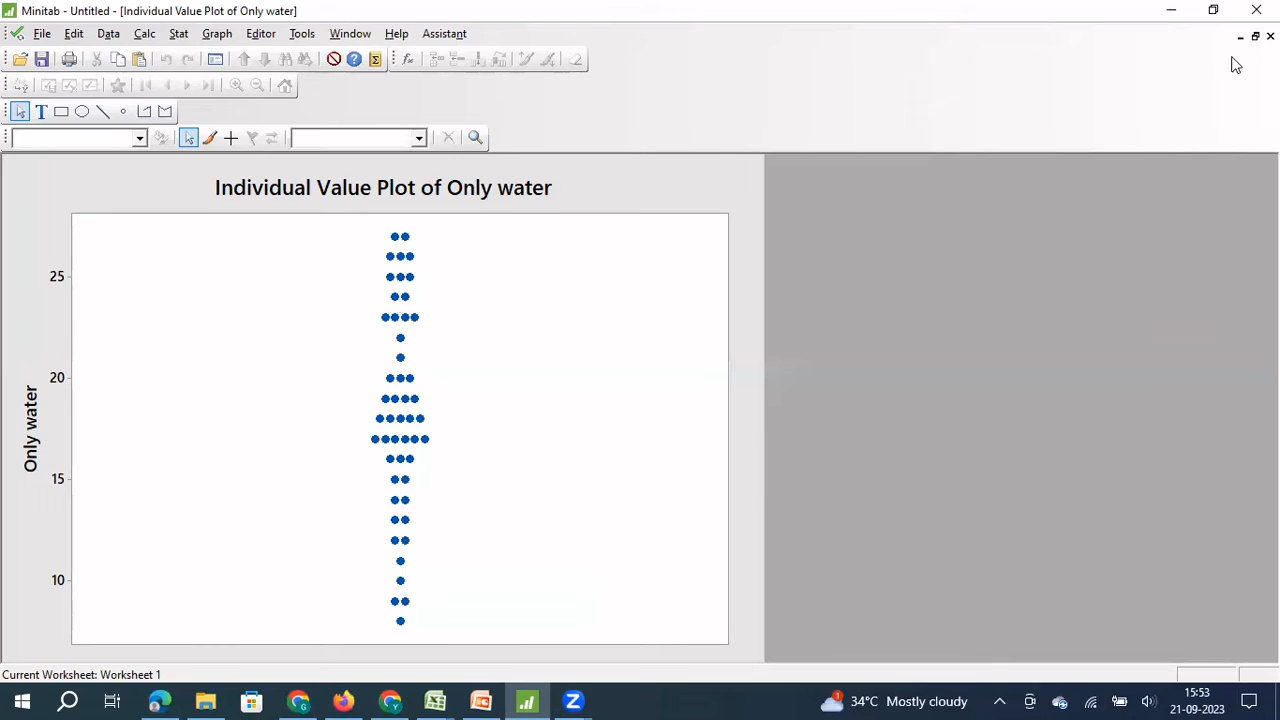 Minitab - Untitled - [Individual Value Plot of Only water]
File Edit Data Calc Stat Graph Editor Tools Window Help Assistant
Individual Value Plot of Only water
25
20
15
10
Only water
Current Worksheet: Worksheet 1
34°C Mostly cloudy
15:53
21-09-2023